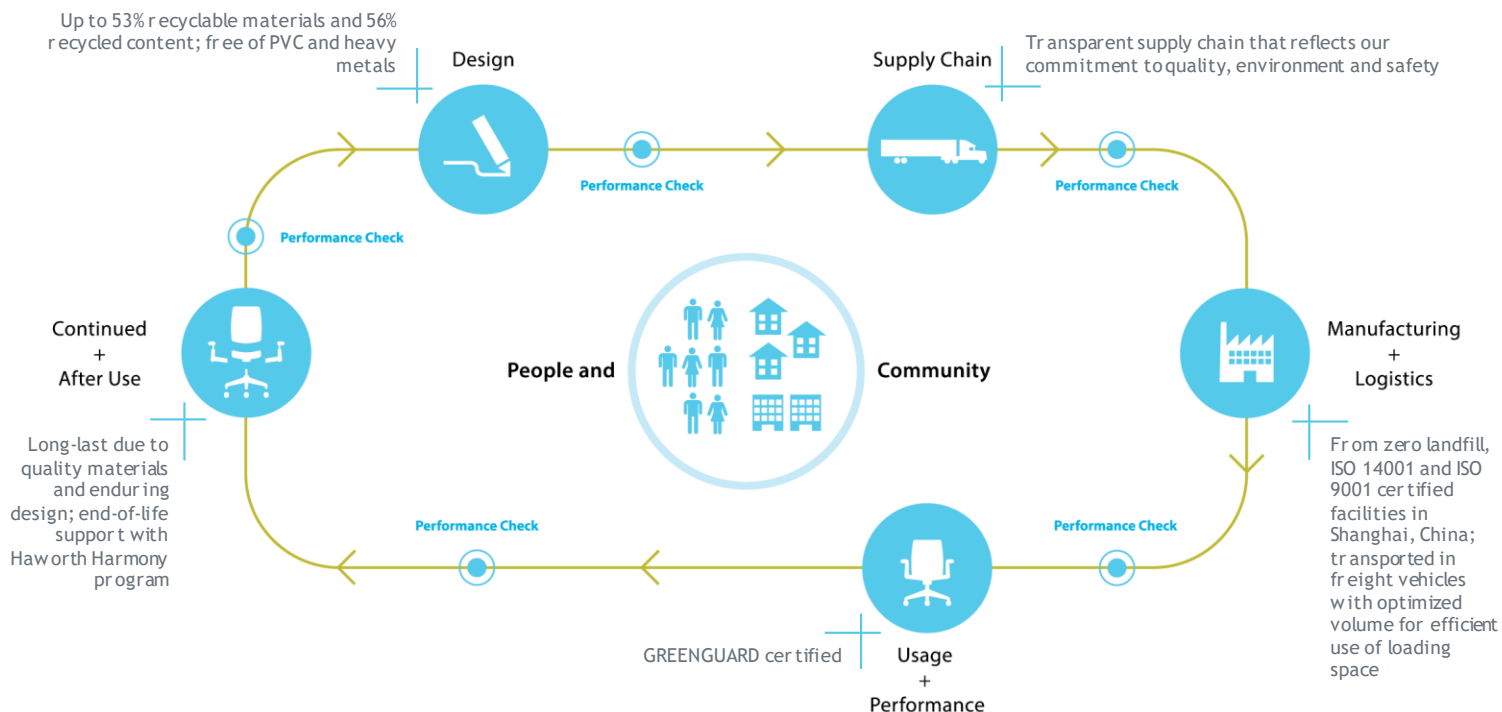 Up to 53% recyclable materials and 56%
recycled content; free of PVC and heavy
metals
Design
Supply Chain
Transparent supply chain that reflects our
commitment to quality, environment and safety
Performance Check
Performance Check
Performance Check
Continued
+
After Use
People and
Community
Manufacturing
+
Logistics
Long-last due to
quality materials
and enduring
design; end-of-life
support with
Haworth Harmony
program
From zero landfill,
ISO 14001 and ISO
9001 certified
facilities in
Shanghai, China;
transported in
freight vehicles
with optimized
volume for efficient
use of loading
space
Performance Check
Performance Check
GREENGUARD certified
Usage
+
Performance